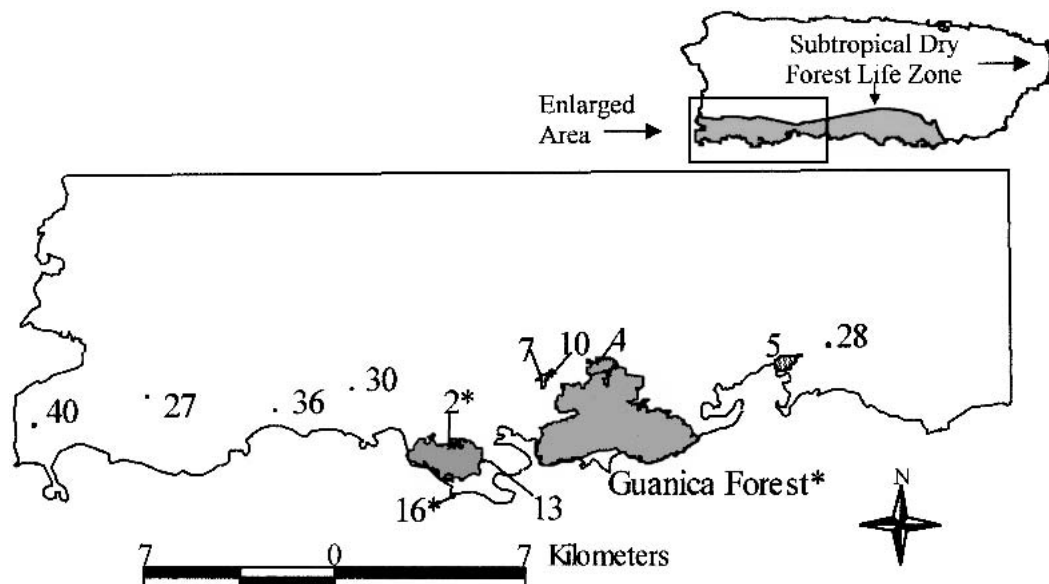 Subtropical Dry
Forest Life Zone
Enlarged
Area
7 10 4
5 28
30
40 27 36 2*
Guanica Forest*
16* 13
N
7 0 7 Kilometers